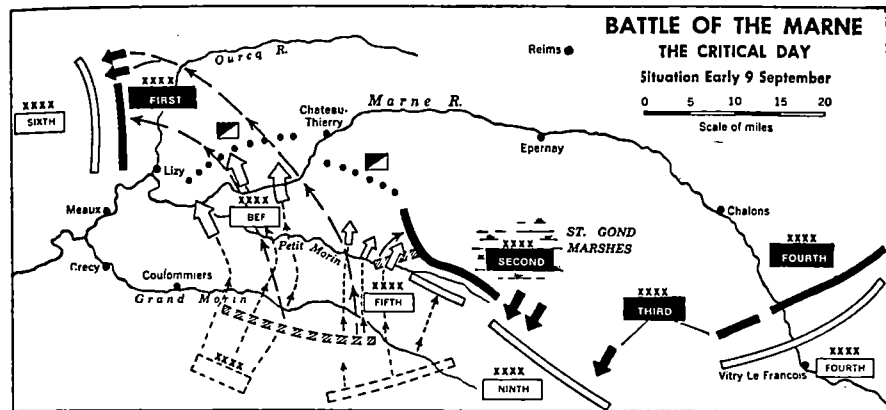 BATTLE OF THE MARNE
THE CRITICAL DAY
Situation Early 9 September
0 5 10 15 20
Scale of miles
Reims
Ourcq R.
XXXX
FIRST
XXXX
SIXTH
Chateau-
Thierry
Marne R.
Epernay
Lizy
Meaux
XXXX
BEF
Petit Morin
ST. GOND
MARSHES
XXXX
SECOND
Chalons
XXXX
FOURTH
Crecy
Coulommiers
Grand Morin
XXXX
FIFTH
XXXX
THIRD
XXXX
XXXX
NINTH
Vitry Le Francois
XXXX
FOURTH
XXXX